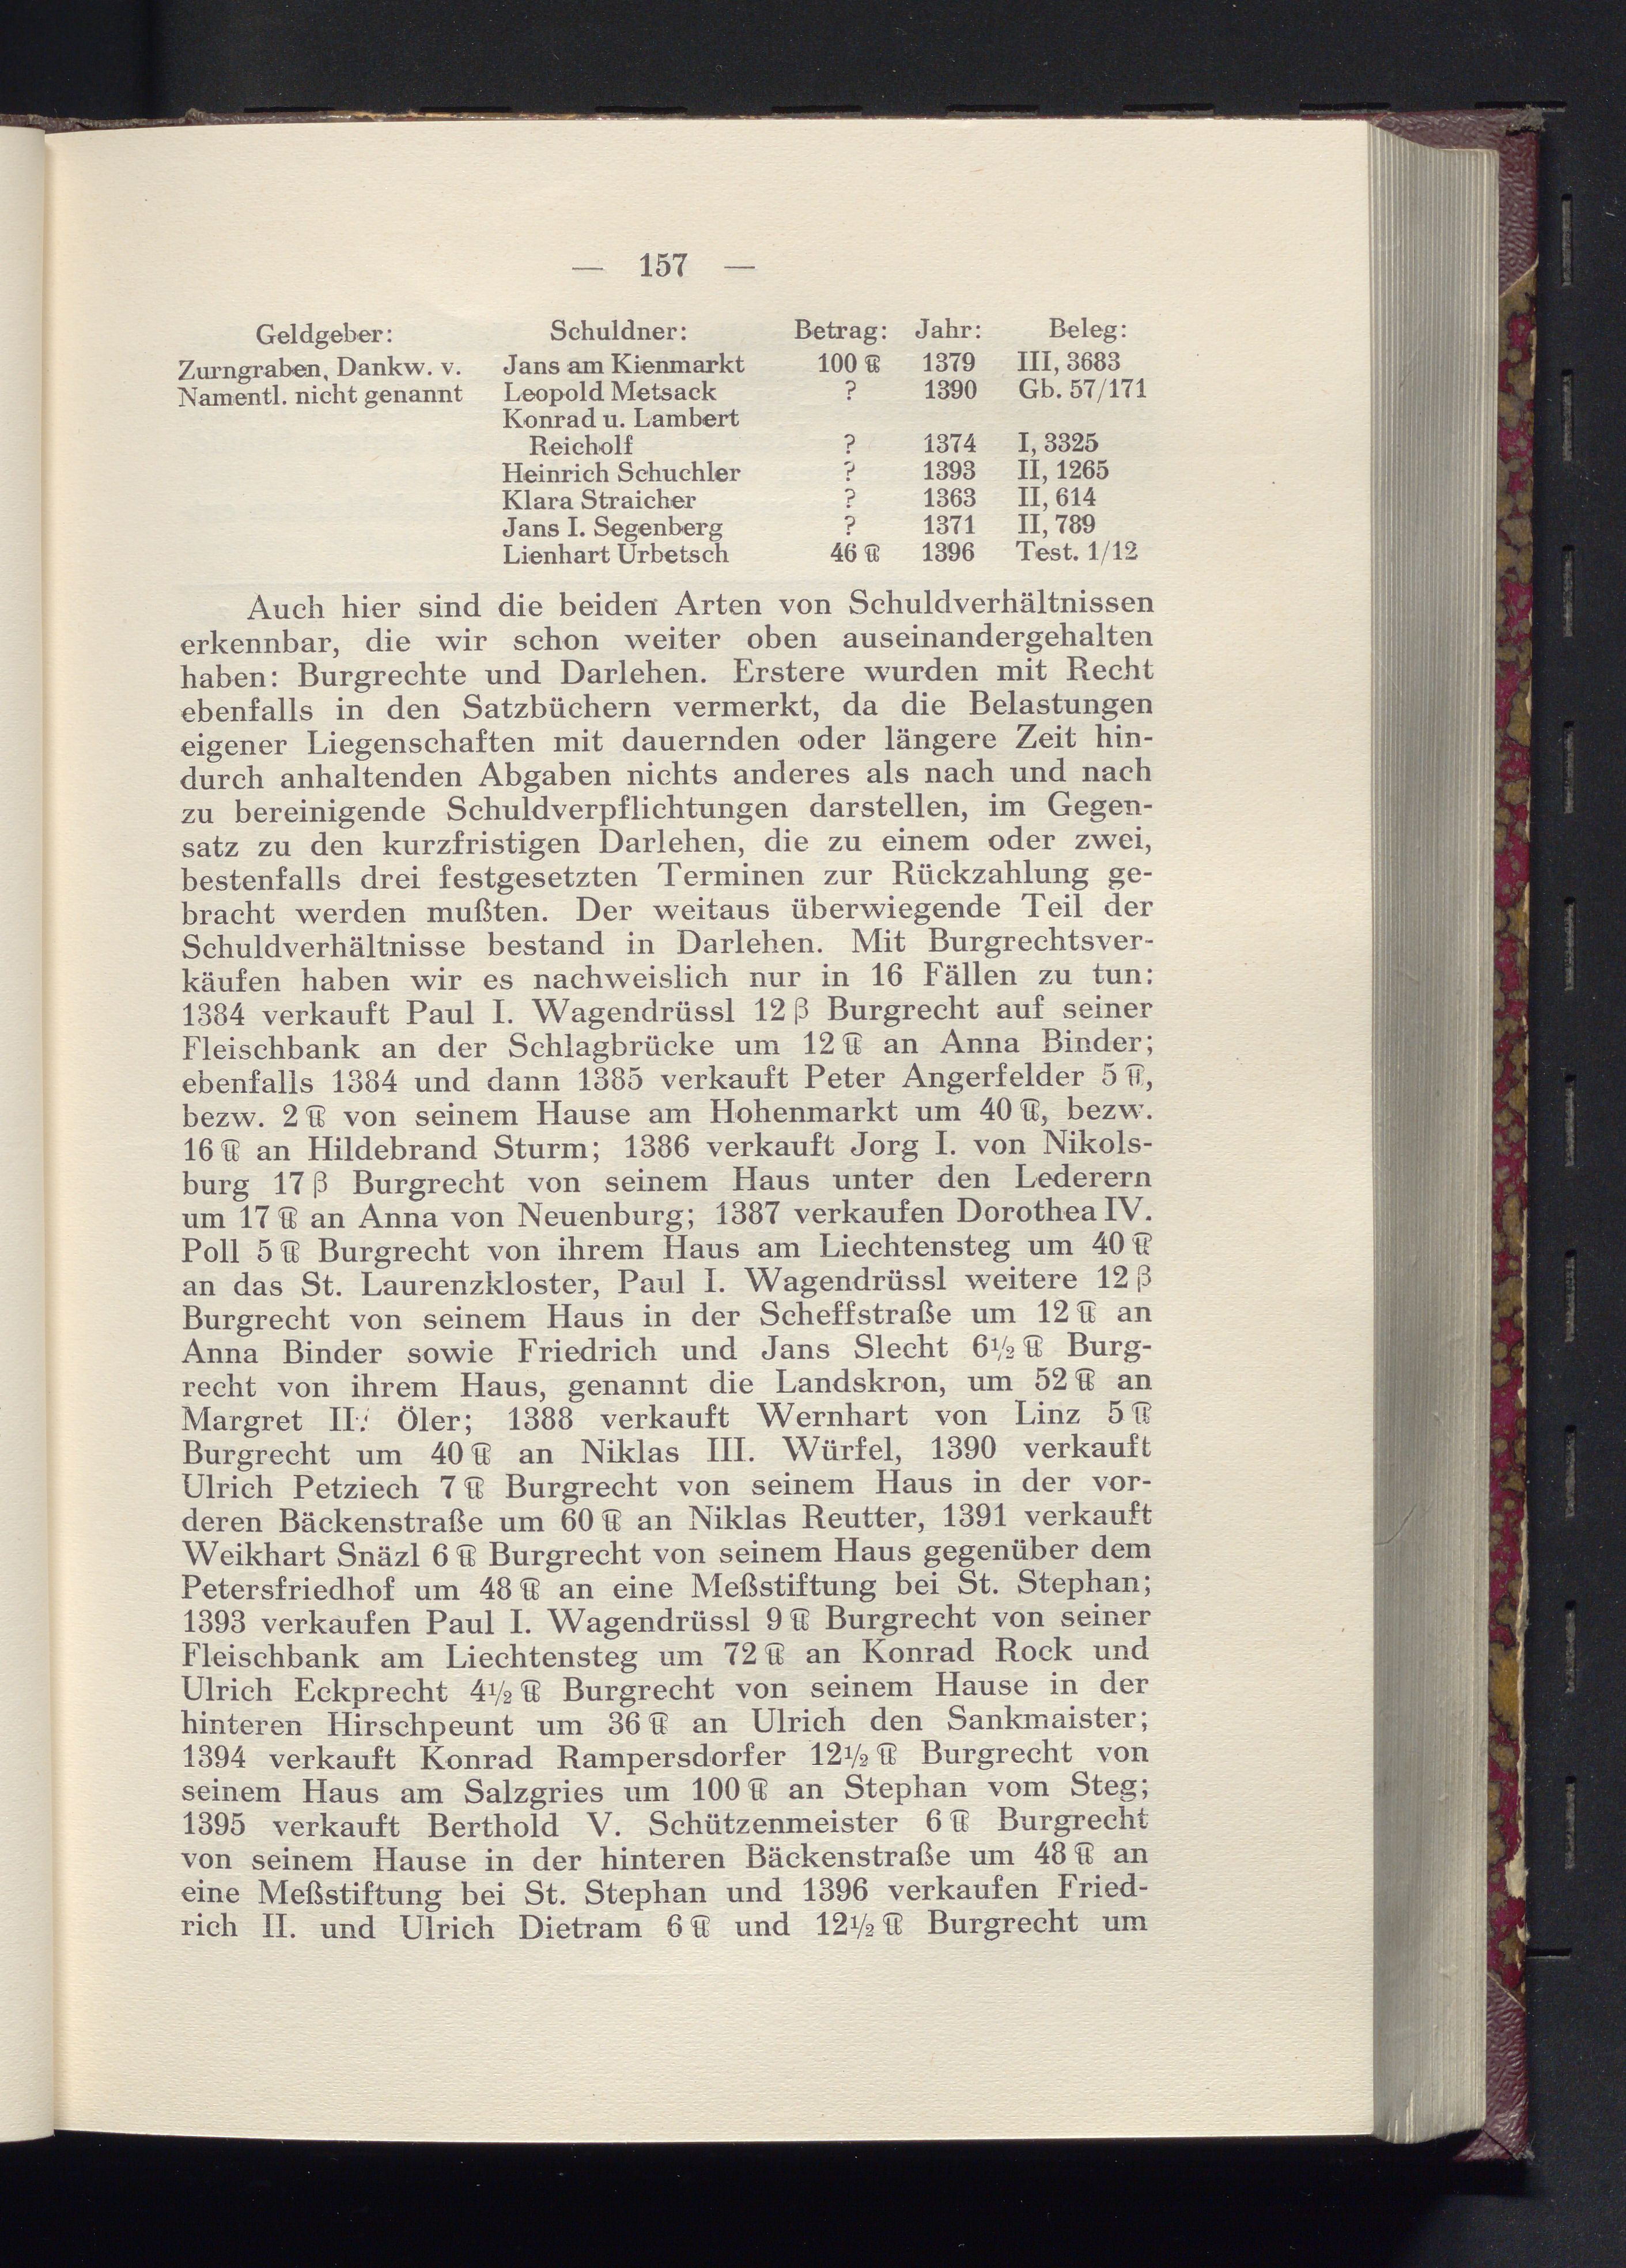 — 157 —
Geldgeber: Schuldner: Betrag: Jahr: Beleg:
Zurngraben, Dankw. v. Jans am Kienmarkt 100 ℔ 1379 III, 3683
Namentl. nicht genannt Leopold Metsack ? 1390 Gb. 57/171
Konrad u. Lambert
Reicholf ? 1374 I, 3325
Heinrich Schuchler ? 1393 II, 1265
Klara Straicher ? 1363 II, 614
Jans I. Segenberg ? 1371 II, 789
Lienhart Urbetsch 46 ℔ 1396 Test. 1/12
Auch hier sind die beiden Arten von Schuldverhältnissen
erkennbar, die wir schon weiter oben auseinandergehalten
haben: Burgrechte und Darlehen. Erstere wurden mit Recht
ebenfalls in den Satzbüchern vermerkt, da die Belastungen
eigener Liegenschaften mit dauernden oder längere Zeit hin-
durch anhaltenden Abgaben nichts anderes als nach und nach
zu bereinigende Schuldverpflichtungen darstellen, im Gegen-
satz zu den kurzfristigen Darlehen, die zu einem oder zwei,
bestenfalls drei festgesetzten Terminen zur Rückzahlung ge-
bracht werden mußten. Der weitaus überwiegende Teil der
Schuldverhältnisse bestand in Darlehen. Mit Burgrechtsver-
käufen haben wir es nachweislich nur in 16 Fällen zu tun:
1384 verkauft Paul I. Wagendrüssl 12 β Burgrecht auf seiner
Fleischbank an der Schlagbrücke um 12 ℔ an Anna Binder;
ebenfalls 1384 und dann 1385 verkauft Peter Angerfelder 5 ℔,
bezw. 2 ℔ von seinem Hause am Hohenmarkt um 40 ℔, bezw.
16 ℔ an Hildebrand Sturm; 1386 verkauft Jorg I. von Nikols-
burg 17 β Burgrecht von seinem Haus unter den Lederern
um 17 ℔ an Anna von Neuenburg; 1387 verkaufen Dorothea IV.
Poll 5 ℔ Burgrecht von ihrem Haus am Liechtensteg um 40 ℔
an das St. Laurenzkloster, Paul I. Wagendrüssl weitere 12 β
Burgrecht von seinem Haus in der Scheffstraße um 12 ℔ an
Anna Binder sowie Friedrich und Jans Slecht 6½ ℔ Burg-
recht von ihrem Haus, genannt die Landskron, um 52 ℔ an
Margret II. Öler; 1388 verkauft Wernhart von Linz 5 ℔
Burgrecht um 40 ℔ an Niklas III. Würfel, 1390 verkauft
Ulrich Petziech 7 ℔ Burgrecht von seinem Haus in der vor-
deren Bäckenstraße um 60 ℔ an Niklas Reutter, 1391 verkauft
Weikhart Snäzl 6 ℔ Burgrecht von seinem Haus gegenüber dem
Petersfriedhof um 48 ℔ an eine Meßstiftung bei St. Stephan;
1393 verkaufen Paul I. Wagendrüssl 9 ℔ Burgrecht von seiner
Fleischbank am Liechtensteg um 72 ℔ an Konrad Rock und
Ulrich Eckprecht 4½ ℔ Burgrecht von seinem Hause in der
hinteren Hirschpeunt um 36 ℔ an Ulrich den Sankmaister;
1394 verkauft Konrad Rampersdorfer 12½ ℔ Burgrecht von
seinem Haus am Salzgries um 100 ℔ an Stephan vom Steg;
1395 verkauft Berthold V. Schützenmeister 6 ℔ Burgrecht
von seinem Hause in der hinteren Bäckenstraße um 48 ℔ an
eine Meßstiftung bei St. Stephan und 1396 verkaufen Fried-
rich II. und Ulrich Dietram 6 ℔ und 12½ ℔ Burgrecht um